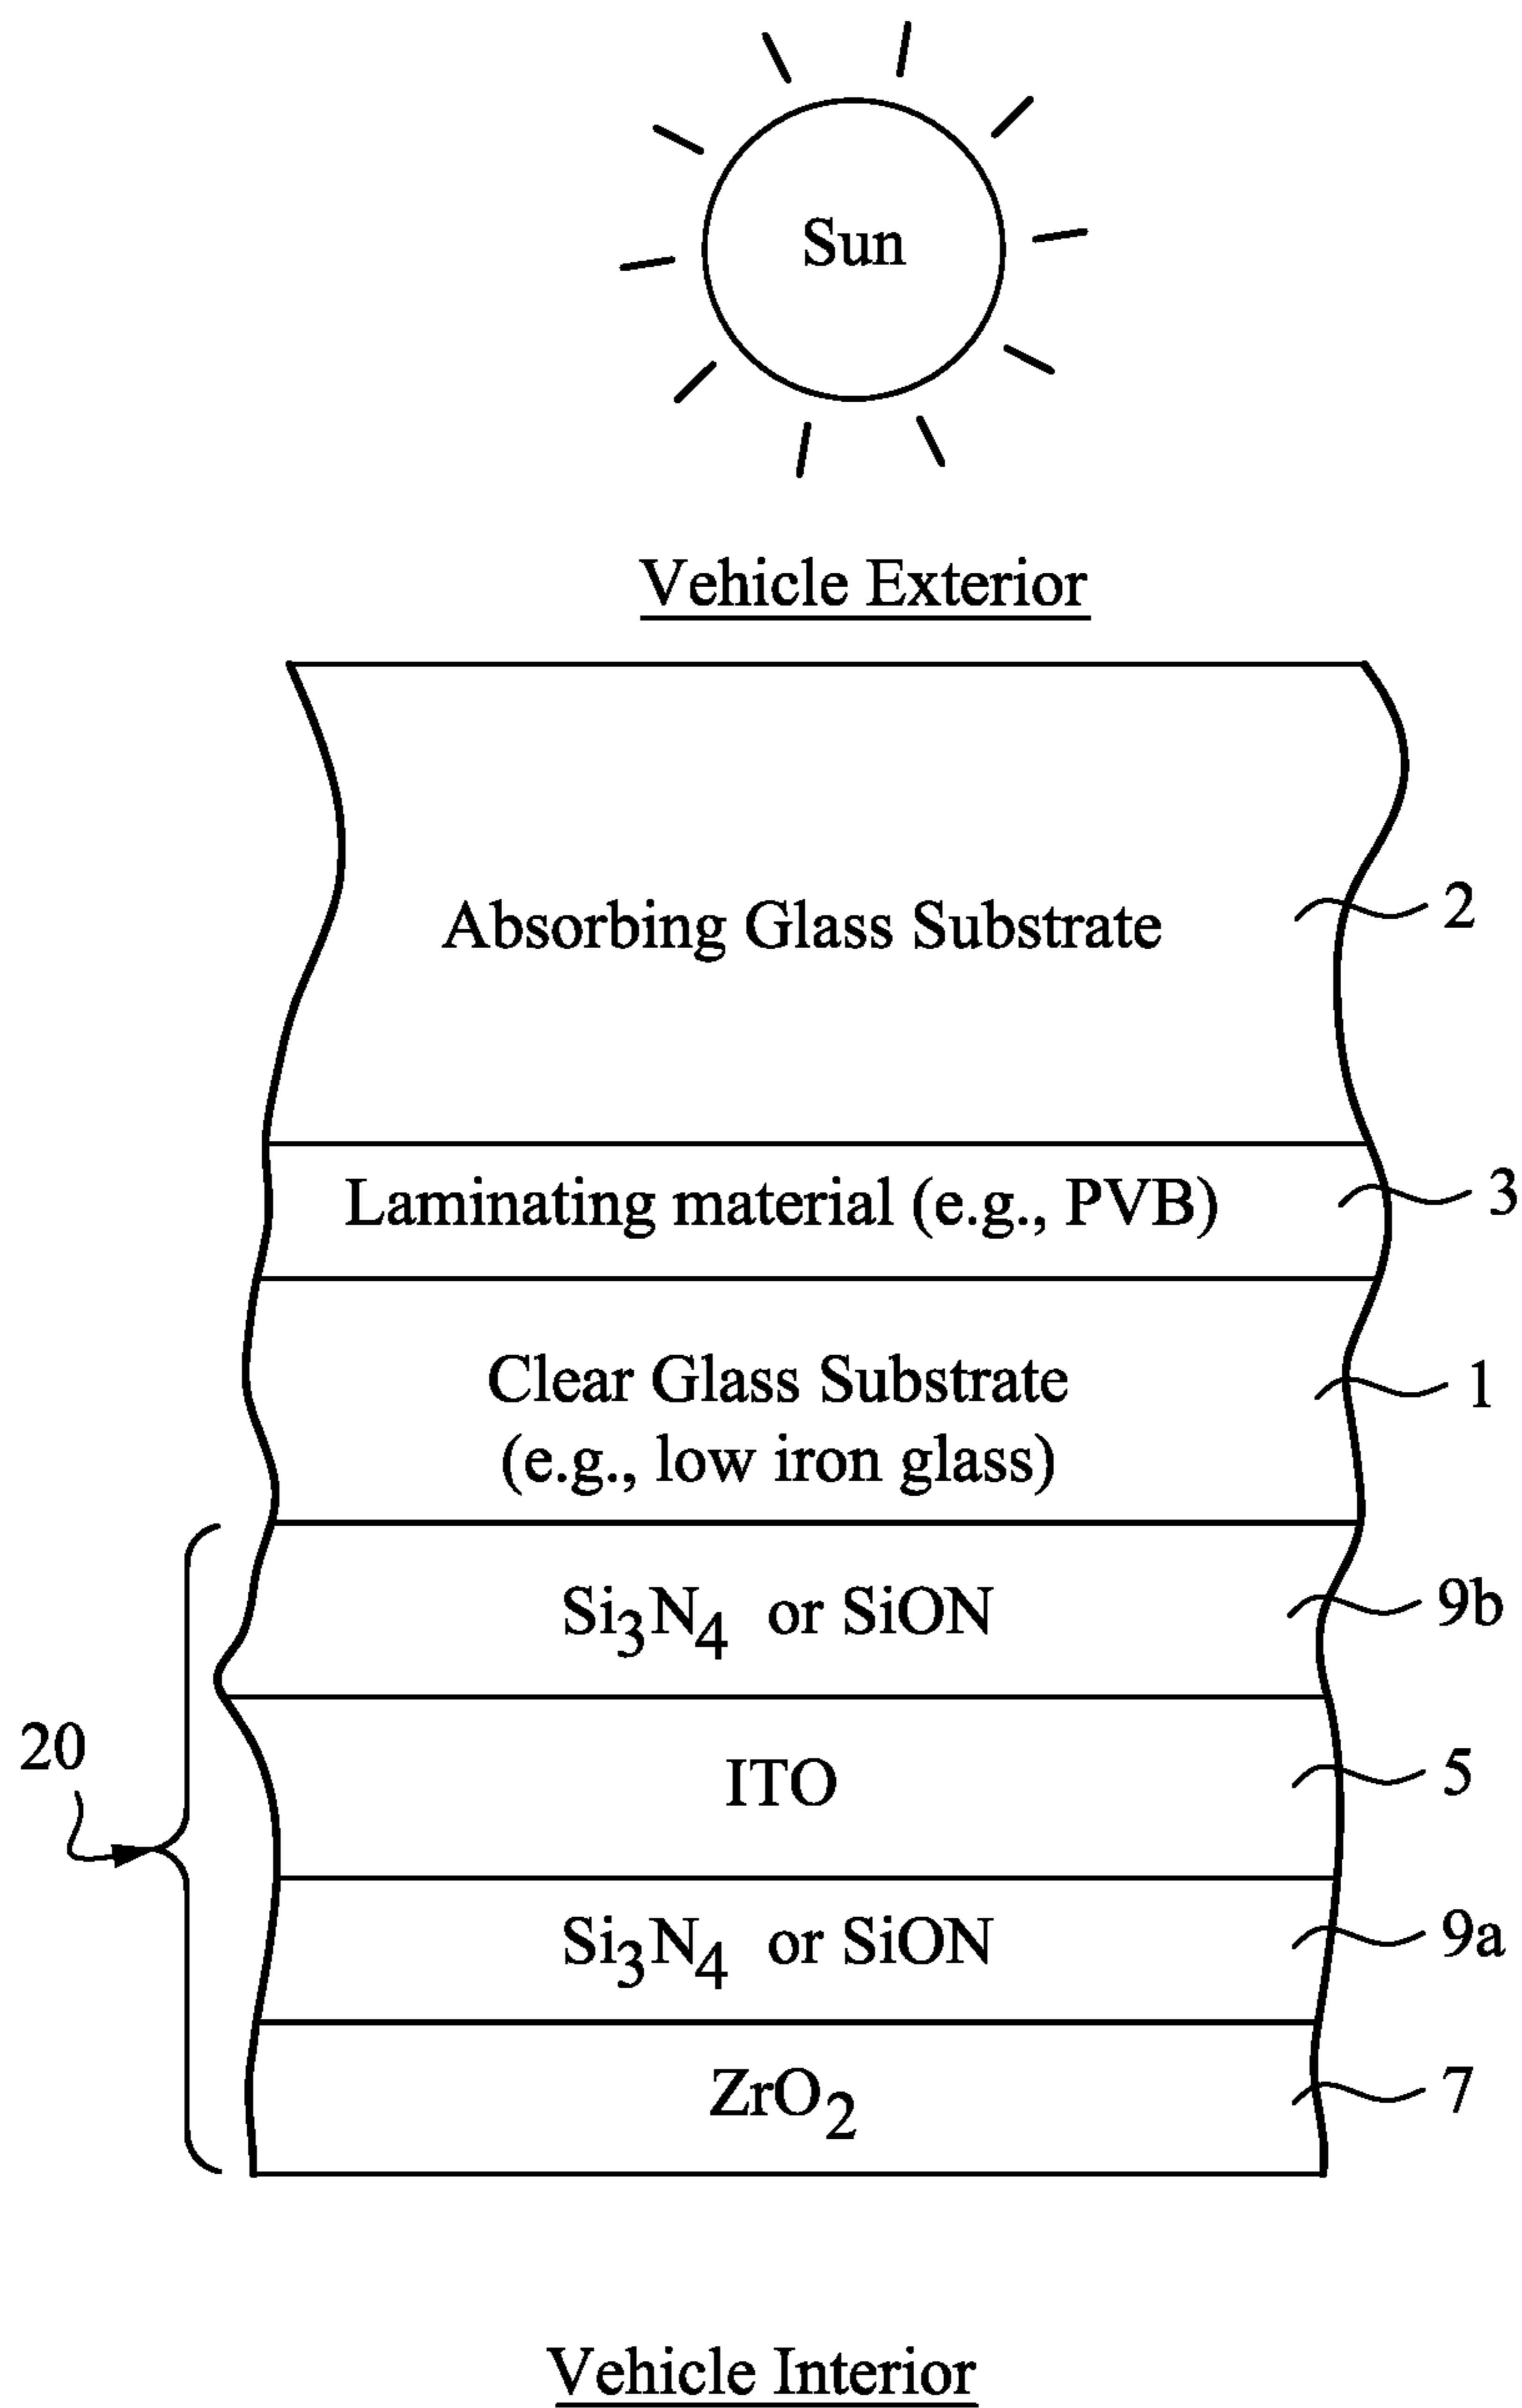 Sun
Vehicle Exterior
Absorbing Glass Substrate
2
Laminating material (e.g., PVB)
3
Clear Glass Substrate
(e.g., low iron glass)
1
Si₃N₄ or SiON
9b
20
ITO
5
Si₃N₄ or SiON
9a
ZrO₂
7
Vehicle Interior